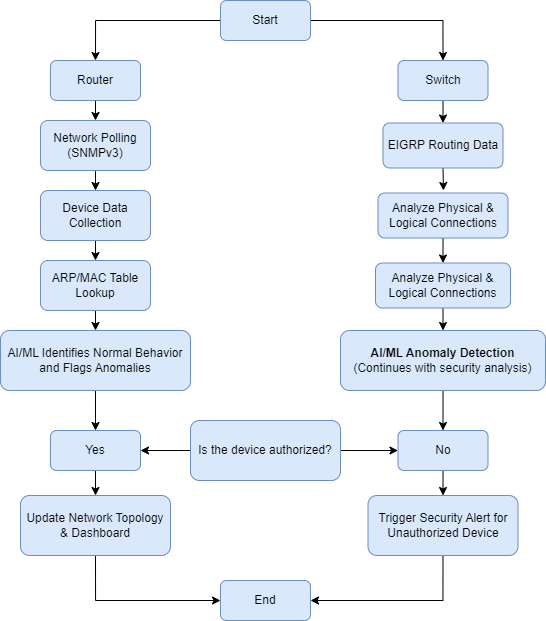 Start
Router
Switch
Network Polling
(SNMPv3)
EIGRP Routing Data
Device Data
Collection
Analyze Physical &
Logical Connections
ARP/MAC Table
Lookup
Analyze Physical &
Logical Connections
AI/ML Identifies Normal Behavior
and Flags Anomalies
AI/ML Anomaly Detection
(Continues with security analysis)
Yes
Is the device authorized?
No
Update Network Topology
& Dashboard
Trigger Security Alert for
Unauthorized Device
End